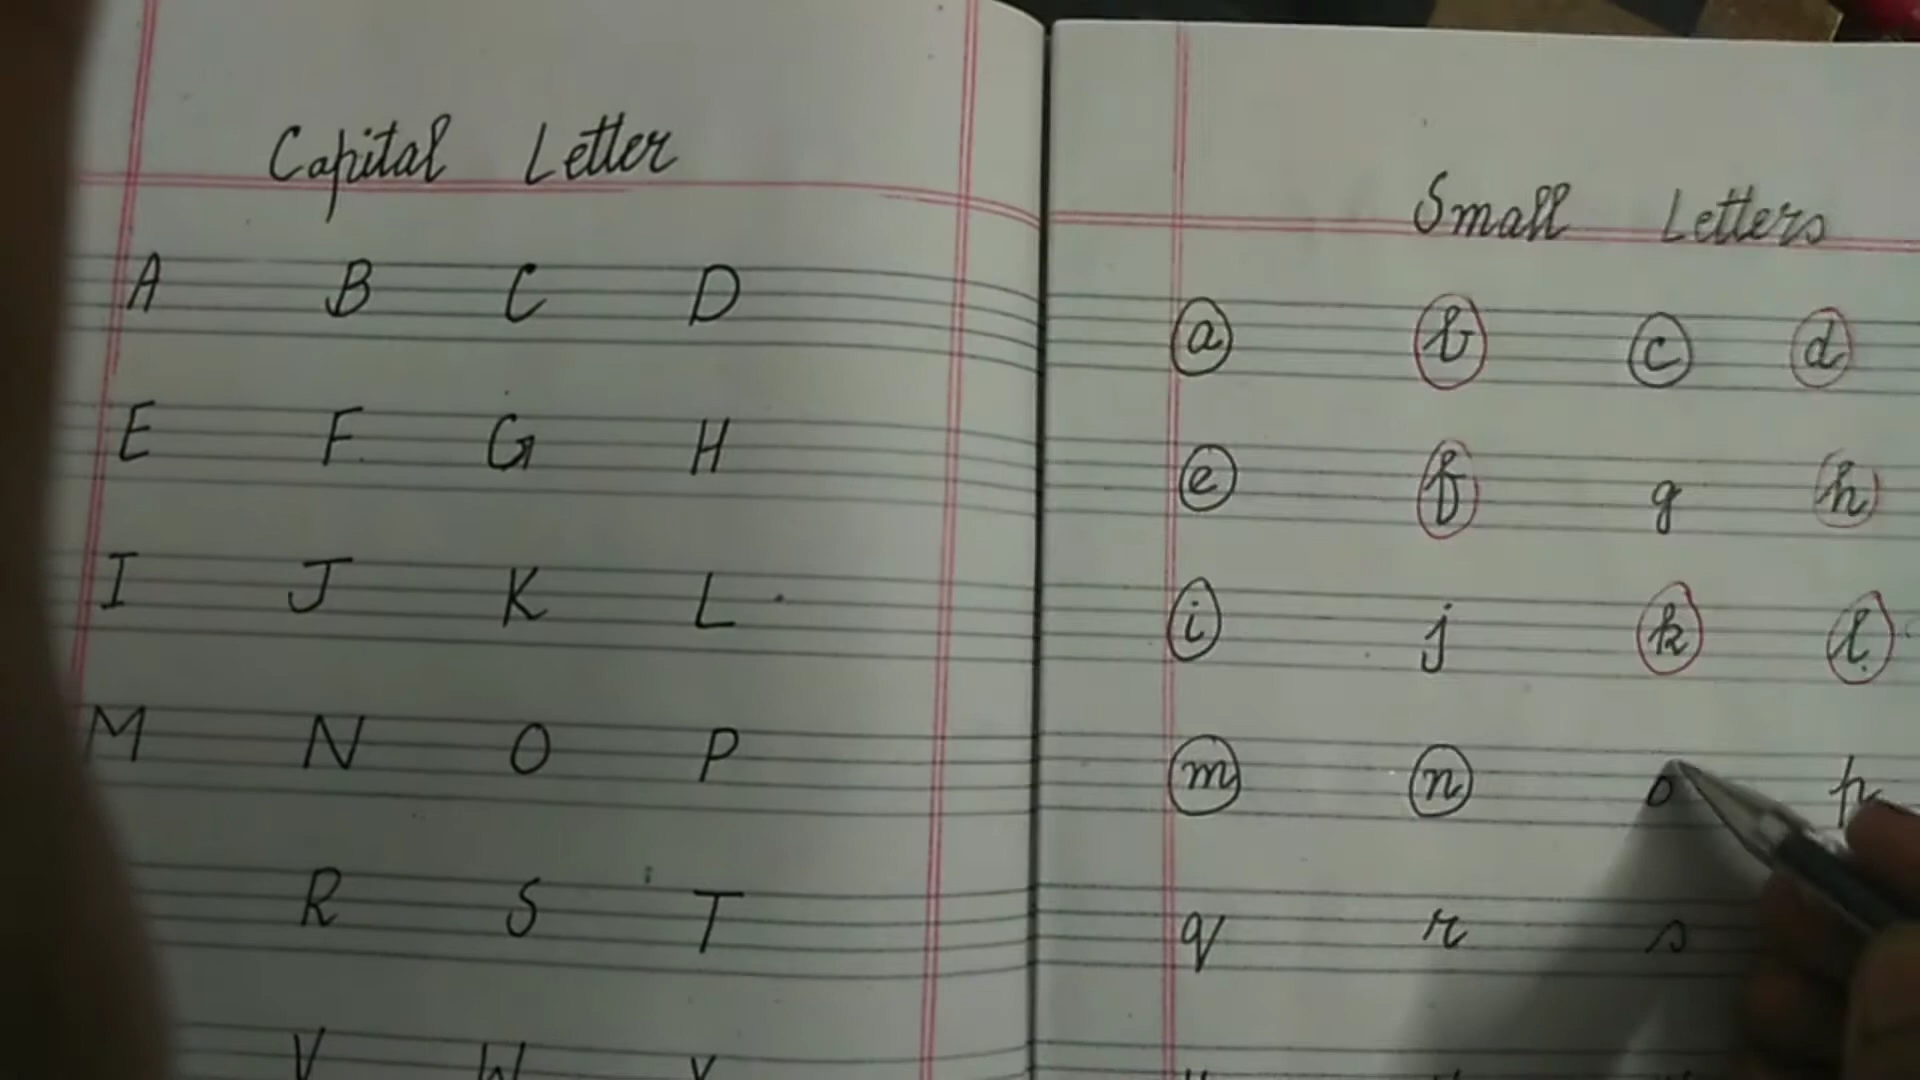 Capital Letter
A B C D
E F G H
I J K L
M N O P
R S T
V W X
Small Letters
a b c d
e f g h
i j k l
m n o p
q r s